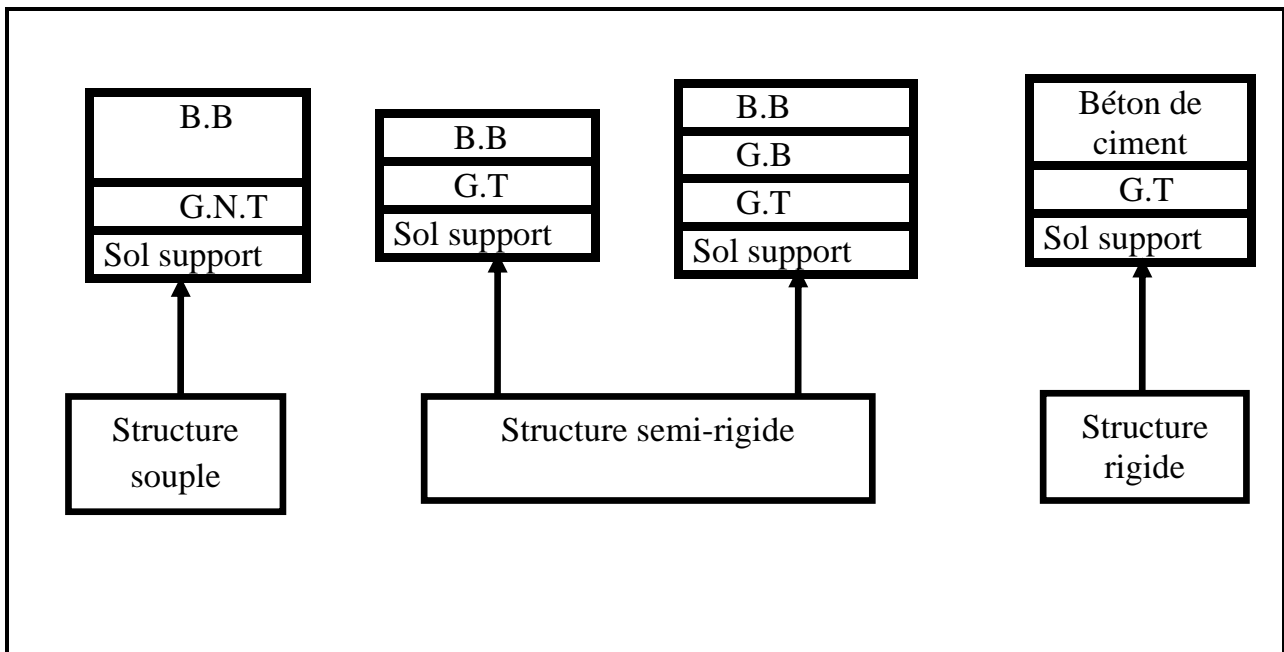 B.B
G.N.T
Sol support
B.B
G.T
Sol support
B.B
G.B
G.T
Sol support
Béton de
ciment
G.T
Sol support
Structure
souple
Structure semi-rigide
Structure
rigide